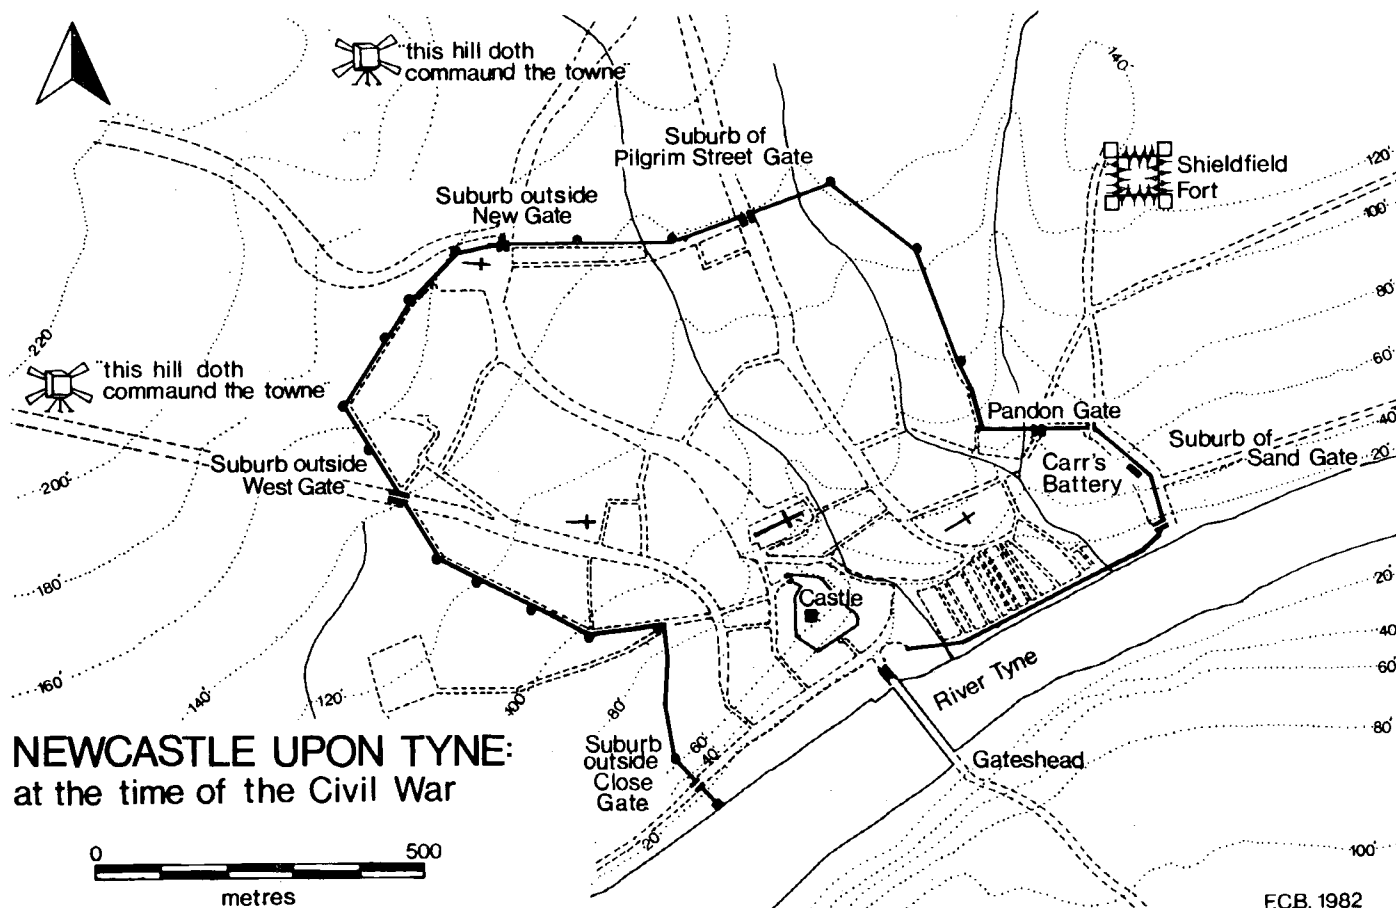 "this hill doth
commaund the towne"
Suburb of
Pilgrim Street Gate
140'
Shieldfield
Fort
120'
100'
Suburb outside
New Gate
80'
220'
"this hill doth
commaund the towne"
60'
Pandon Gate
40'
Suburb of
Sand Gate
20'
Suburb outside
West Gate
Carr's
Battery
200'
180'
Castle
20'
40'
60'
80'
160'
140'
120'
100'
80'
River Tyne
60'
40'
Suburb
outside
Close
Gate
20'
Gateshead
100'
NEWCASTLE UPON TYNE:
at the time of the Civil War
0 500
metres
F.C.B. 1982